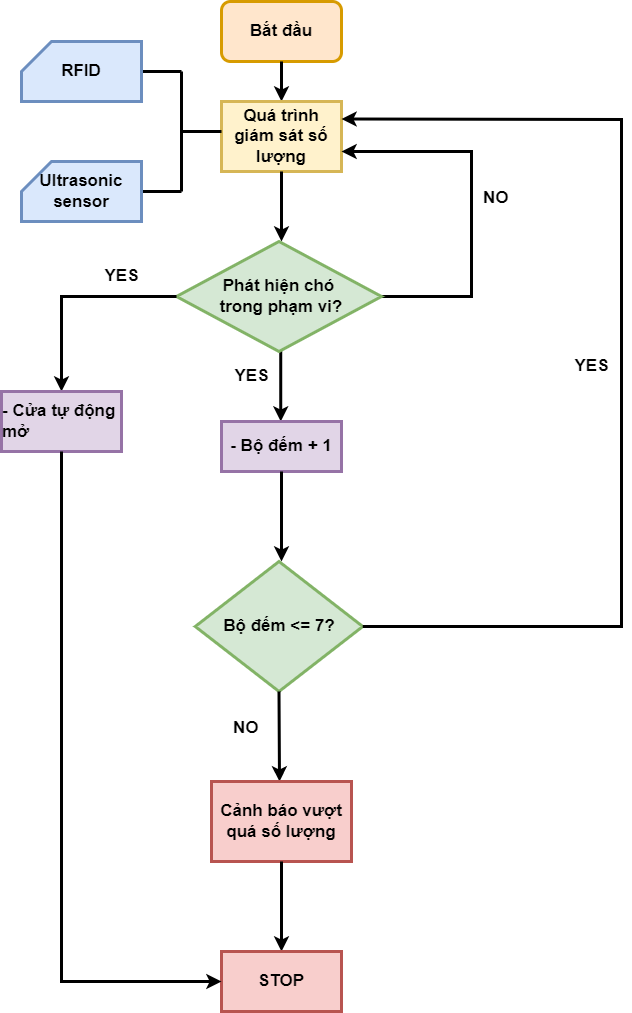 Bắt đầu
RFID
Quá trình
giám sát số
lượng
Ultrasonic
sensor
NO
YES
Phát hiện chó
trong phạm vi?
YES
YES
- Cửa tự động
mở
- Bộ đếm + 1
Bộ đếm <= 7?
NO
Cảnh báo vượt
quá số lượng
STOP